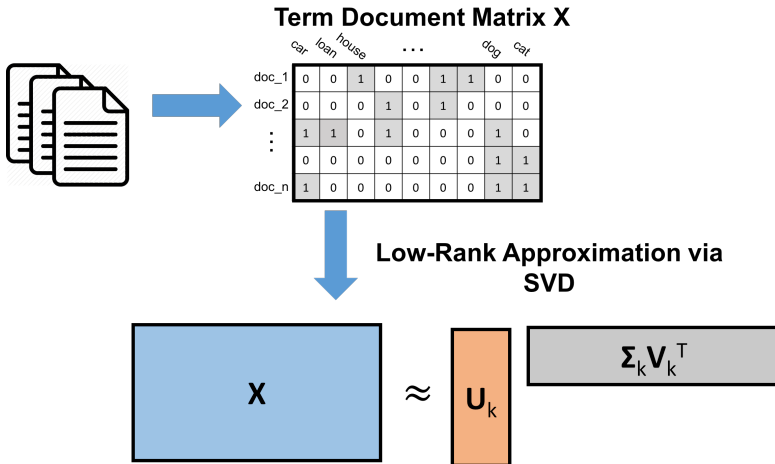 Term Document Matrix X
car loan house ... dog cat
doc_1 0 0 1 0 0 1 1 0 0
doc_2 0 0 0 1 0 1 0 0 0
⋮ 1 1 0 1 0 0 0 1 0
0 0 0 0 0 0 0 1 1
doc_n 1 0 0 0 0 0 0 1 1
Low-Rank Approximation via
SVD
X ≈ U_k Σ_kV_k^T